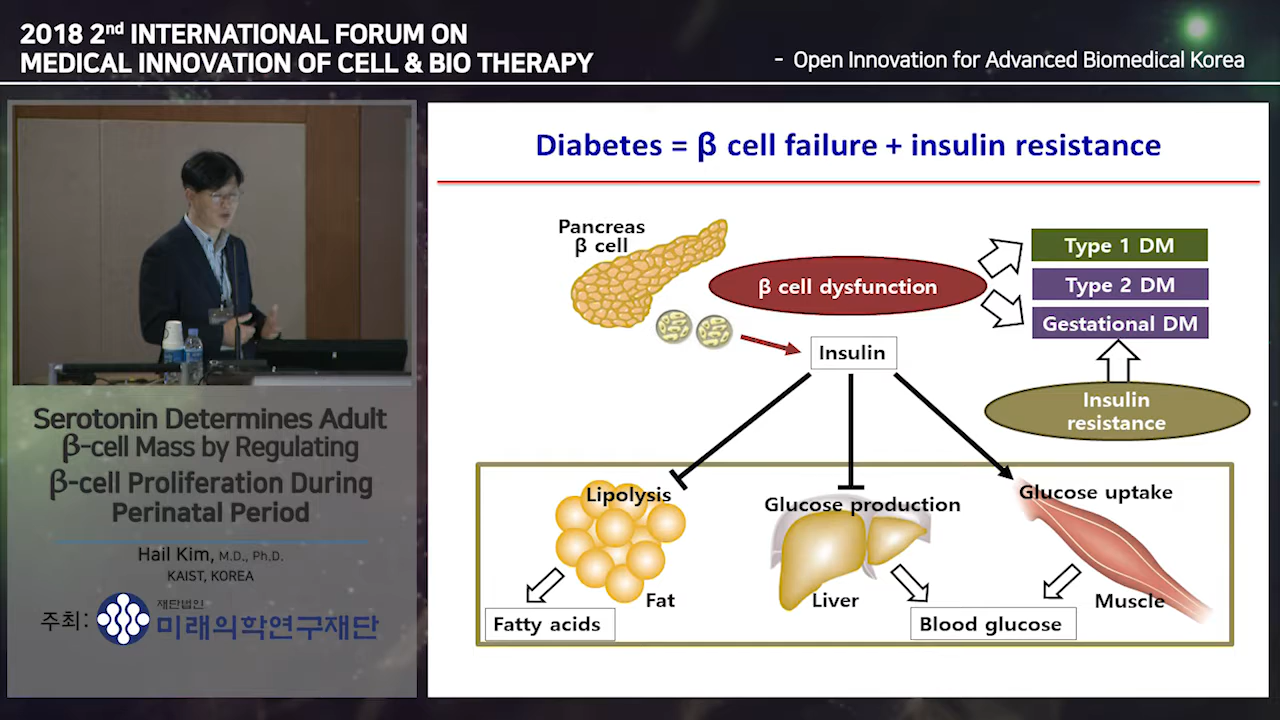 2018 2nd INTERNATIONAL FORUM ON
MEDICAL INNOVATION OF CELL & BIO THERAPY
- Open Innovation for Advanced Biomedical Korea
Serotonin Determines Adult
β-cell Mass by Regulating
β-cell Proliferation During
Perinatal Period
Hail Kim, M.D., Ph.D.
KAIST, KOREA
주최:
재단법인
미래의학연구재단
Diabetes = β cell failure + insulin resistance
Pancreas
β cell
β cell dysfunction
Type 1 DM
Type 2 DM
Gestational DM
Insulin
Insulin
resistance
Lipolysis
Glucose production
Glucose uptake
Fat
Liver
Muscle
Fatty acids
Blood glucose